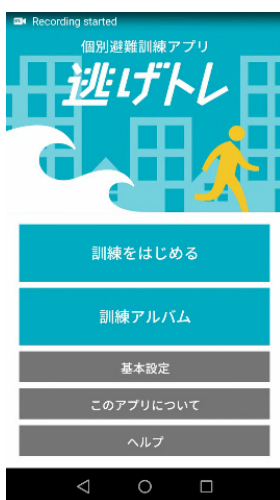 Recording started
個別避難訓練アプリ
逃げトレ
訓練をはじめる
訓練アルバム
基本設定
このアプリについて
ヘルプ